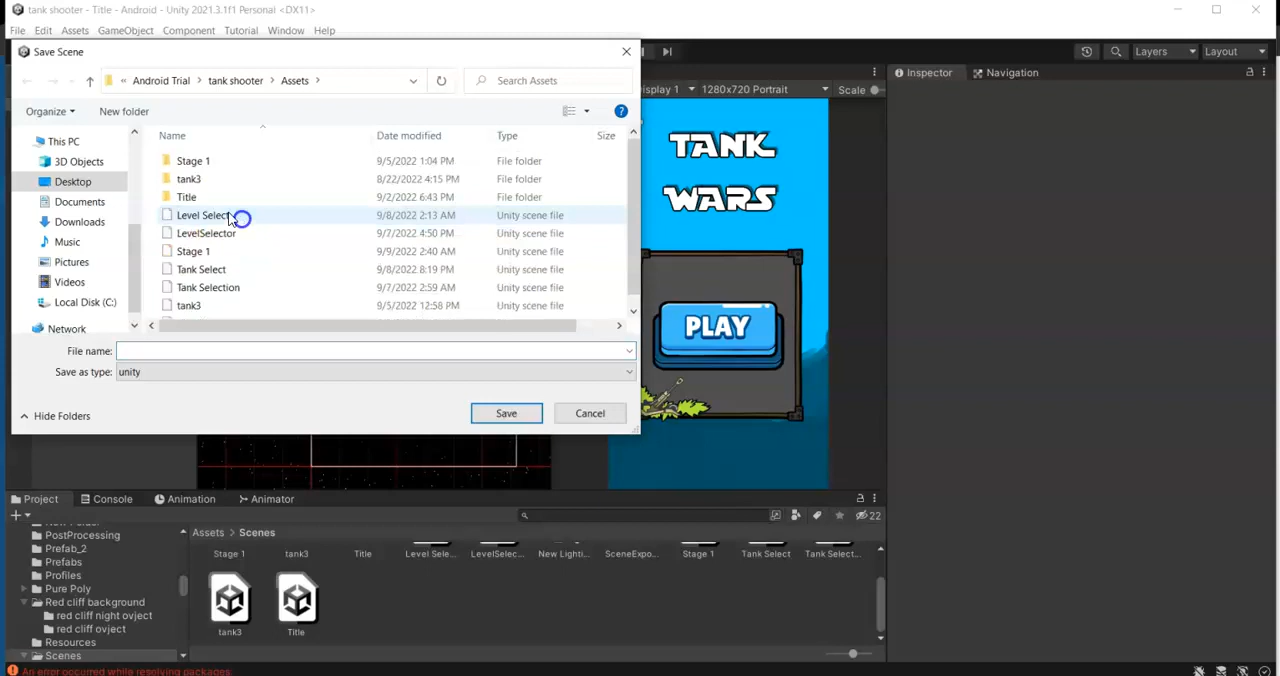 tank shooter - Title - Android - Unity 2021.3.1f1 Personal <DX11>
File Edit Assets GameObject Component Tutorial Window Help
Save Scene
« Android Trial > tank shooter > Assets >
Search Assets
Organize
New folder
This PC
3D Objects
Desktop
Documents
Downloads
Music
Pictures
Videos
Local Disk (C:)
Network
Name Date modified Type Size
Stage 1 9/5/2022 1:04 PM File folder
tank3 8/22/2022 4:15 PM File folder
Title 9/2/2022 6:43 PM File folder
Level Select 9/8/2022 2:13 AM Unity scene file
LevelSelector 9/7/2022 4:50 PM Unity scene file
Stage 1 9/9/2022 2:40 AM Unity scene file
Tank Select 9/8/2022 8:19 PM Unity scene file
Tank Selection 9/7/2022 2:59 AM Unity scene file
tank3 9/5/2022 12:58 PM Unity scene file
File name:
Save as type: unity
Hide Folders
Save
Cancel
Layers
Layout
isplay 1 1280x720 Portrait Scale
TANK
WARS
PLAY
Inspector
Navigation
Project Console Animation Animator
22
PostProcessing
Prefab_2
Prefabs
Profiles
Pure Poly
Red cliff background
red cliff night ovject
red cliff oveject
Resources
Scenes
Assets > Scenes
Stage 1 tank3 Title Level Sele... LevelSelec... New Lighti... SceneExpo... Stage 1 Tank Select Tank Select...
tank3 Title
An error occurred while resolving packages